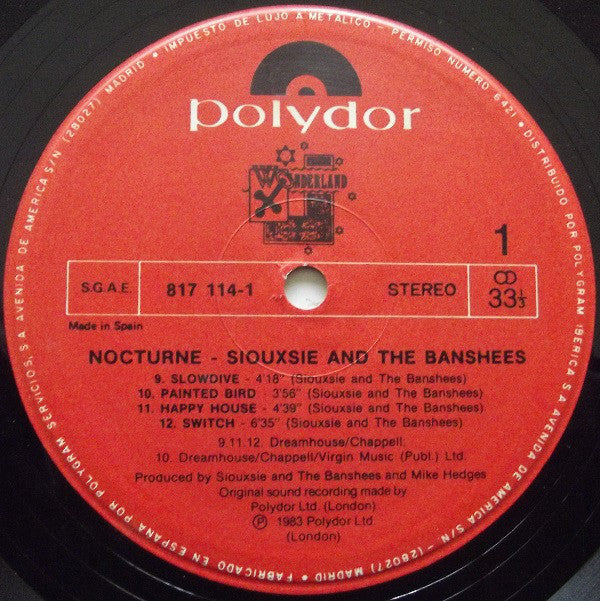 POLYGRAM SERVICIOS, S.A. AVENIDA DE AMERICA S/N (28027) MADRID • IMPUESTO DE LUJO A METALICO • PERMISO NUMERO 6421 • DISTRIBUIDO POR POLYGRAM IBERICA S A AVENIDA DE AMERICA S/N - (28027) MADRID • FABRICADO EN ESPAÑA POR
polydor
WONDERLAND
1
S.G.A.E.
817 114-1
STEREO
33⅓
Made in Spain
NOCTURNE - SIOUXSIE AND THE BANSHEES
9. SLOWDIVE - 4'18" (Siouxsie and The Banshees)
10. PAINTED BIRD - 3'56" (Siouxsie and The Banshees)
11. HAPPY HOUSE - 4'39" (Siouxsie and The Banshees)
12. SWITCH - 6'35" (Siouxsie and The Banshees)
9.11.12. Dreamhouse/Chappell.
10. Dreamhouse/Chappell/Virgin Music (Publ.) Ltd.
Produced by Siouxsie and The Banshees and Mike Hedges
Original sound recording made by
Polydor Ltd. (London)
Ⓟ 1983 Polydor Ltd.
(London)